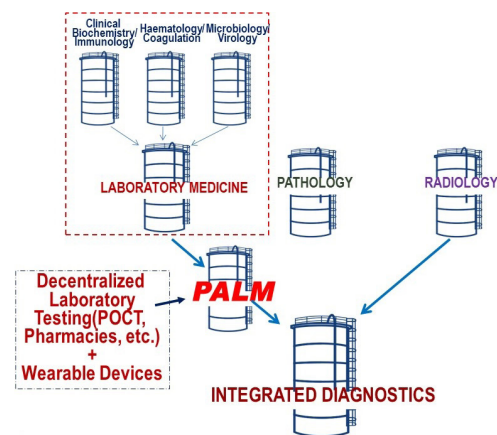 Clinical
Biochemistry/
Immunology
Haematology/
Coagulation
Microbiology/
Virology
LABORATORY MEDICINE
PATHOLOGY
RADIOLOGY
PALM
Decentralized
Laboratory
Testing(POCT,
Pharmacies, etc.)
+
Wearable Devices
INTEGRATED DIAGNOSTICS